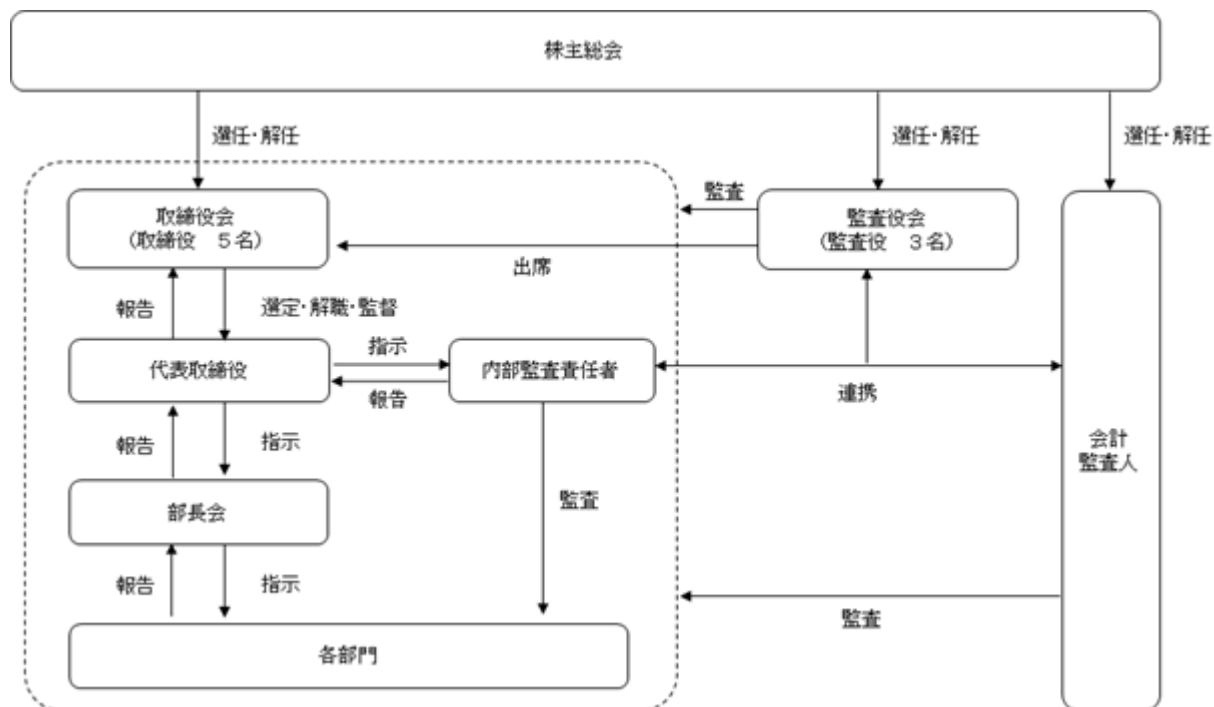 株主総会
選任・解任
選任・解任
選任・解任
取締役会
(取締役　５名)
監査
監査役会
(監査役　３名)
出席
報告
選定・解職・監督
代表取締役
指示
報告
内部監査責任者
連携
会計
監査人
報告
指示
部長会
監査
報告
指示
監査
各部門